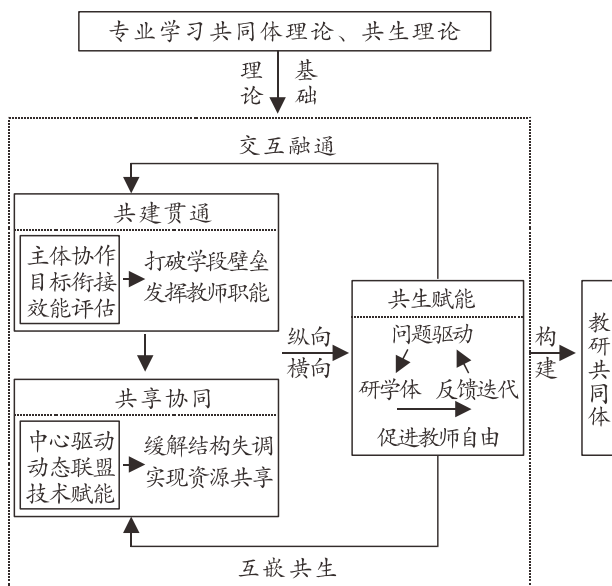 专业学习共同体理论、共生理论
理 基
论 础
交互融通
共建贯通
主体协作
目标衔接
效能评估
打破学段壁垒
发挥教师职能
共享协同
中心驱动
动态联盟
技术赋能
缓解结构失调
实现资源共享
纵向
横向
共生赋能
问题驱动
研学体 反馈迭代
促进教师自由
互嵌共生
构
建
教
研
共
同
体